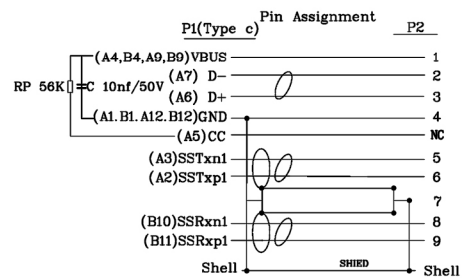 Pin Assignment
P1(Type c) P2
(A4,B4,A9,B9)VBUS 1
(A7) D- 2
RP 56K C 10nf/50V
(A6) D+ 3
(A1.B1.A12.B12)GND 4
(A5)CC NC
(A3)SSTxn1 5
(A2)SSTxp1 6
7
(B10)SSRxn1 8
(B11)SSRxp1 9
Shell SHIED Shell